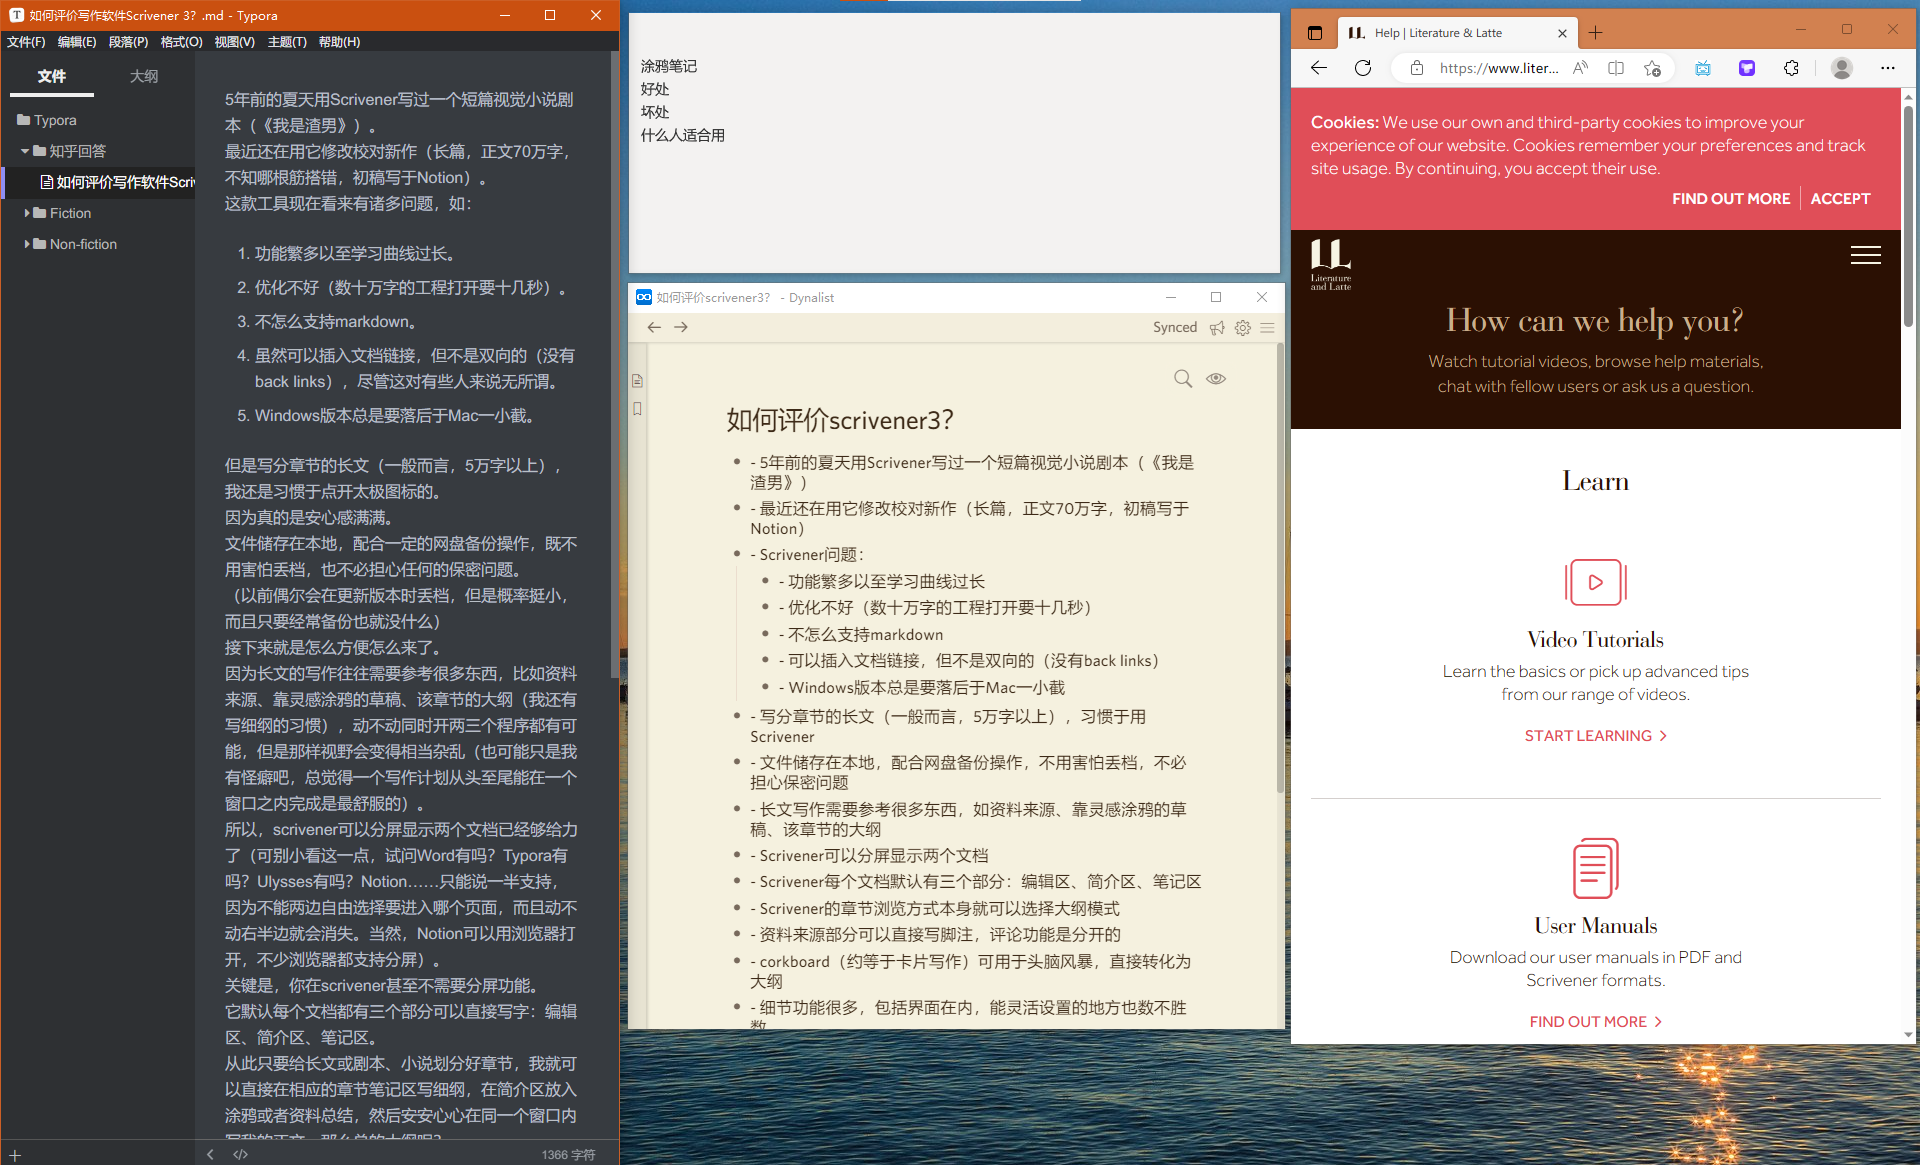 如何评价写作软件Scrivener 3? .md - Typora
文件(F) 编辑(E) 段落(P) 格式(O) 视图(V) 主题(T) 帮助(H)
文件 大纲
Typora
知乎回答
如何评价写作软件Scri
Fiction
Non-fiction
5年前的夏天用Scrivener写过一个短篇视觉小说剧
本（《我是渣男》）。
最近还在用它修改校对新作（长篇，正文70万字，
不知哪根筋搭错，初稿写于Notion）。
这款工具现在看来有诸多问题，如：
1. 功能繁多以至学习曲线过长。
2. 优化不好（数十万字的工程打开要十几秒）。
3. 不怎么支持markdown。
4. 虽然可以插入文档链接，但不是双向的（没有
back links），尽管这对有些人来说无所谓。
5. Windows版本总是要落后于Mac一小截。
但是写分章节的长文（一般而言，5万字以上），
我还是习惯于点开太极图标的。
因为真的是安心感满满。
文件储存在本地，配合一定的网盘备份操作，既不
用害怕丢档，也不必担心任何的保密问题。
（以前偶尔会在更新版本时丢档，但是概率挺小，
而且只要经常备份也就没什么）
接下来就是怎么方便怎么来了。
因为长文的写作往往需要参考很多东西，比如资料
来源、靠灵感涂鸦的草稿、该章节的大纲（我还有
写细纲的习惯），动不动同时开两三个程序都有可
能，但是那样视野会变得相当杂乱（也可能只是我
有怪癖吧，总觉得一个写作计划从头至尾能在一个
窗口之内完成是最舒服的）。
所以，scrivener可以分屏显示两个文档已经够给力
了（可别小看这一点，试问Word有吗？Typora有
吗？Ulysses有吗？Notion……只能说一半支持，
因为不能两边自由选择要进入哪个页面，而且动不
动右半边就会消失。当然，Notion可以用浏览器打
开，不少浏览器都支持分屏）。
关键是，你在scrivener甚至不需要分屏功能。
它默认每个文档都有三个部分可以直接写字：编辑
区、简介区、笔记区。
从此只要给长文或剧本、小说划分好章节，我就可
以直接在相应的章节笔记区写细纲，在简介区放入
涂鸦或者资料总结，然后安安心心在同一个窗口内
写我的正文。那么总的大纲呢？
1366 字符
涂鸦笔记
好处
坏处
什么人适合用
如何评价scrivener3? - Dynalist
Synced
如何评价scrivener3?
- 5年前的夏天用Scrivener写过一个短篇视觉小说剧本（《我是
渣男》）
- 最近还在用它修改校对新作（长篇，正文70万字，初稿写于
Notion）
- Scrivener问题：
- 功能繁多以至学习曲线过长
- 优化不好（数十万字的工程打开要十几秒）
- 不怎么支持markdown
- 可以插入文档链接，但不是双向的（没有back links）
- Windows版本总是要落后于Mac一小截
- 写分章节的长文（一般而言，5万字以上），习惯于用
Scrivener
- 文件储存在本地，配合网盘备份操作，不用害怕丢档，不必
担心保密问题
- 长文写作需要参考很多东西，如资料来源、靠灵感涂鸦的草
稿、该章节的大纲
- Scrivener可以分屏显示两个文档
- Scrivener每个文档默认有三个部分：编辑区、简介区、笔记区
- Scrivener的章节浏览方式本身就可以选择大纲模式
- 资料来源部分可以直接写脚注，评论功能是分开的
- corkboard（约等于卡片写作）可用于头脑风暴，直接转化为
大纲
- 细节功能很多，包括界面在内，能灵活设置的地方也数不胜
数
Help | Literature & Latte
https://www.liter...
Cookies: We use our own and third-party cookies to improve your
experience of our website. Cookies remember your preferences and track
site usage. By continuing, you accept their use.
FIND OUT MORE ACCEPT
Literature
and Latte
How can we help you?
Watch tutorial videos, browse help materials,
chat with fellow users or ask us a question.
Learn
Video Tutorials
Learn the basics or pick up advanced tips
from our range of videos.
START LEARNING
User Manuals
Download our user manuals in PDF and
Scrivener formats.
FIND OUT MORE